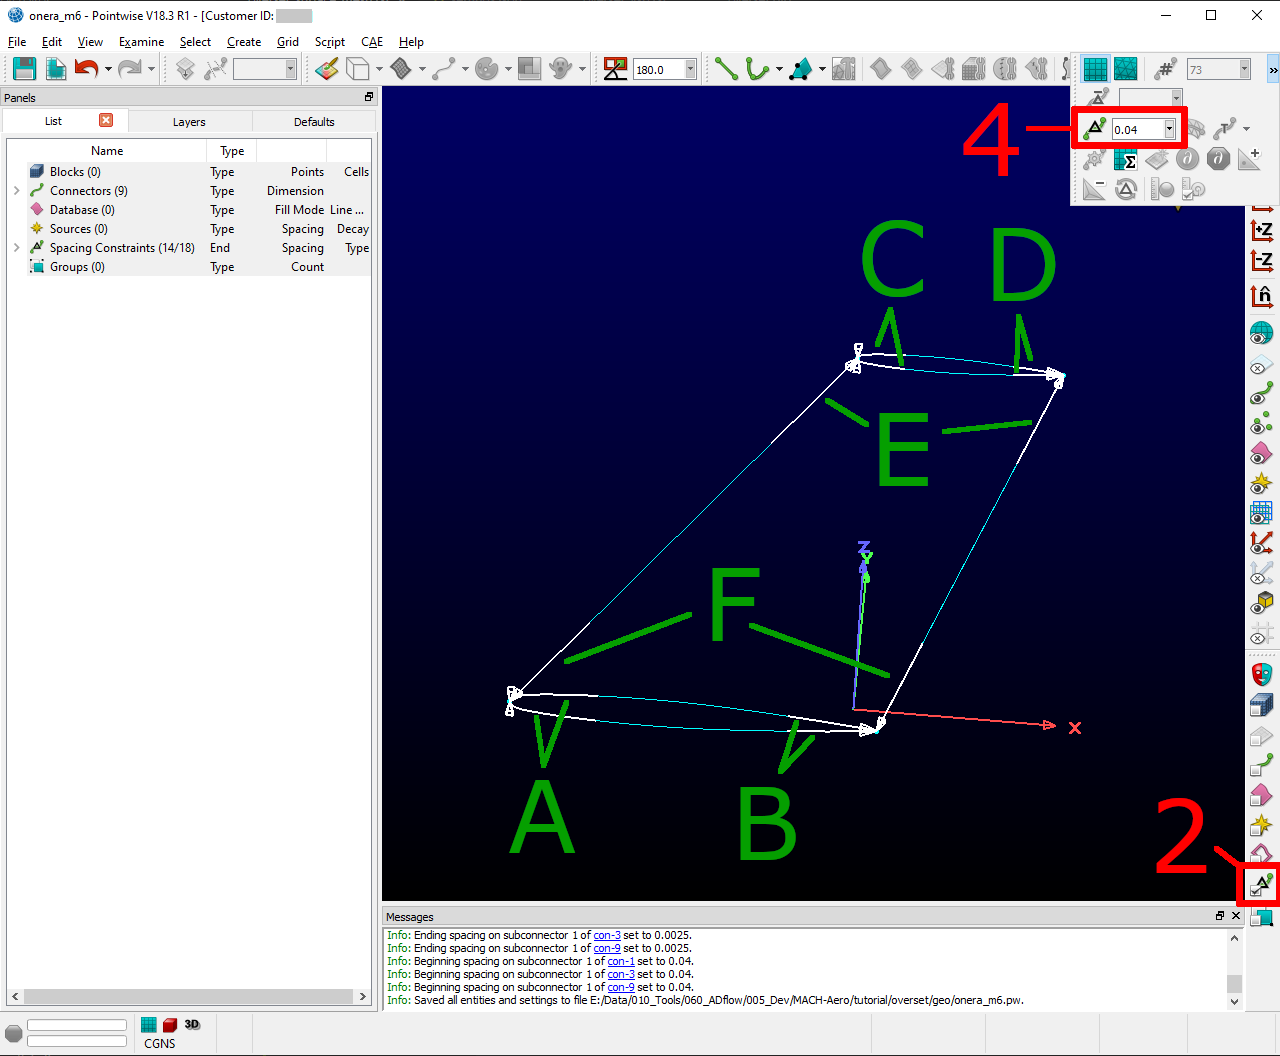 onera_m6 - Pointwise V18.3 R1 - [Customer ID:
File Edit View Examine Select Create Grid Script CAE Help
180.0
73
Panels
List Layers Defaults
0.04
4
Name Type
Blocks (0) Type Points Cells
Connectors (9) Type Dimension
Database (0) Type Fill Mode Line ...
Sources (0) Type Spacing Decay
Spacing Constraints (14/18) End Spacing Type
Groups (0) Type Count
+Z
-Z
n̂
C D
E
Z
Y
F
X
A B
2
Messages
Info: Ending spacing on subconnector 1 of con-3 set to 0.0025.
Info: Ending spacing on subconnector 1 of con-9 set to 0.0025.
Info: Beginning spacing on subconnector 1 of con-1 set to 0.04.
Info: Beginning spacing on subconnector 1 of con-3 set to 0.04.
Info: Beginning spacing on subconnector 1 of con-9 set to 0.04.
Info: Saved all entities and settings to file E:/Data/010_Tools/060_ADflow/005_Dev/MACH-Aero/tutorial/overset/geo/onera_m6.pw.
3D
CGNS